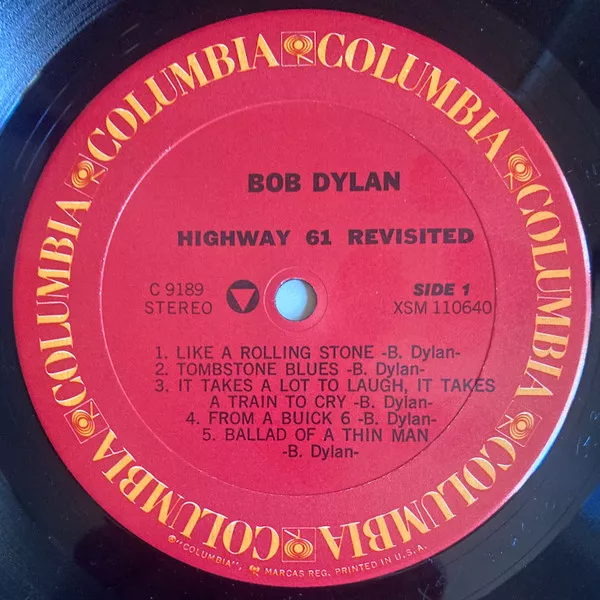 COLUMBIA COLUMBIA COLUMBIA COLUMBIA COLUMBIA COLUMBIA COLUMBIA COLUMBIA
BOB DYLAN
HIGHWAY 61 REVISITED
C 9189
STEREO
SIDE 1
XSM 110640
1. LIKE A ROLLING STONE -B. Dylan-
2. TOMBSTONE BLUES -B. Dylan-
3. IT TAKES A LOT TO LAUGH, IT TAKES
A TRAIN TO CRY -B. Dylan-
4. FROM A BUICK 6 -B. Dylan-
5. BALLAD OF A THIN MAN
-B. Dylan-
"COLUMBIA", MARCAS REG. PRINTED IN U.S.A.